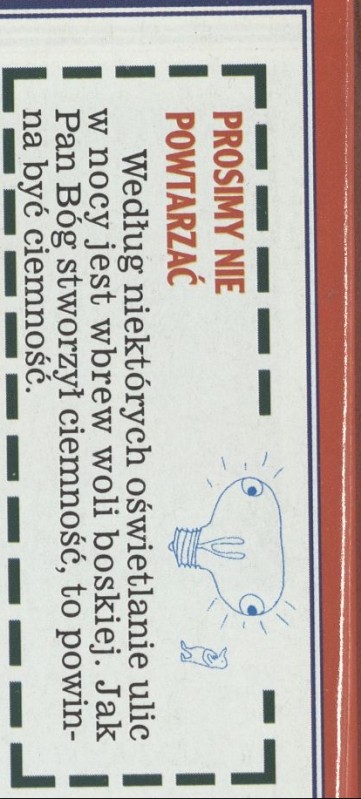 PROSIMY NIE
POWTARZAĆ
Według niektórych oświetlanie ulic
w nocy jest wbrew woli boskiej. Jak
Pan Bóg stworzył ciemność, to powin-
na być ciemność.